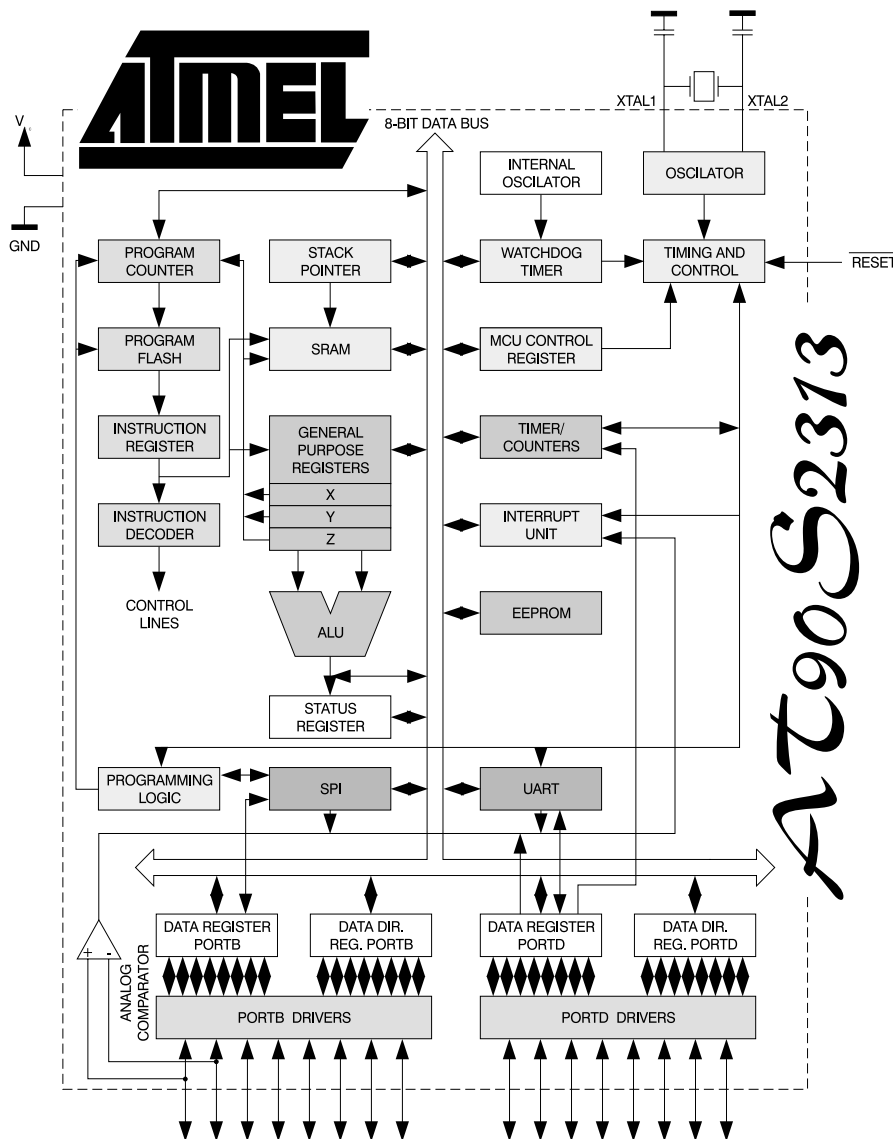 ATMEL
XTAL1
XTAL2
8-BIT DATA BUS
V
GND
INTERNAL
OSCILATOR
OSCILATOR
PROGRAM
COUNTER
STACK
POINTER
WATCHDOG
TIMER
TIMING AND
CONTROL
RESET
PROGRAM
FLASH
SRAM
MCU CONTROL
REGISTER
INSTRUCTION
REGISTER
GENERAL
PURPOSE
REGISTERS
X
Y
Z
TIMER/
COUNTERS
INSTRUCTION
DECODER
INTERRUPT
UNIT
CONTROL
LINES
ALU
EEPROM
STATUS
REGISTER
AT90S2313
PROGRAMMING
LOGIC
SPI
UART
DATA REGISTER
PORTB
DATA DIR.
REG. PORTB
DATA REGISTER
PORTD
DATA DIR.
REG. PORTD
+ -
ANALOG
COMPARATOR
PORTB DRIVERS
PORTD DRIVERS